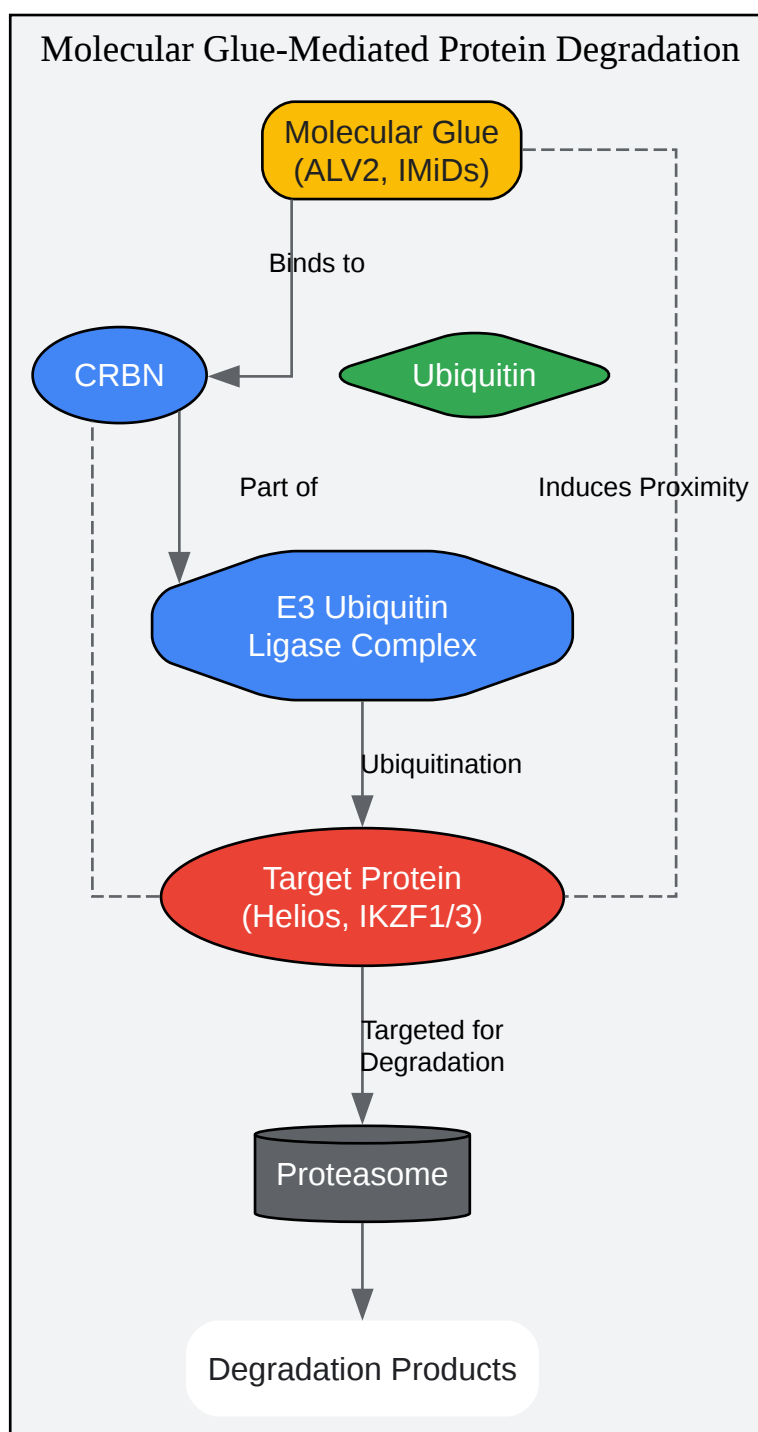 Molecular Glue-Mediated Protein Degradation
Molecular Glue
(ALV2, IMiDs)
Binds to
CRBN
Ubiquitin
Part of
Induces Proximity
E3 Ubiquitin
Ligase Complex
Ubiquitination
Target Protein
(Helios, IKZF1/3)
Targeted for
Degradation
Proteasome
Degradation Products